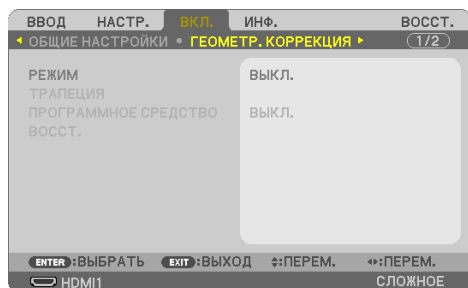 ВВОД НАСТР. ВКЛ. ИНФ. ВОССТ.
ОБЩИЕ НАСТРОЙКИ • ГЕОМЕТР. КОРРЕКЦИЯ 1/2
РЕЖИМ ВЫКЛ.
ТРАПЕЦИЯ
ПРОГРАММНОЕ СРЕДСТВО ВЫКЛ.
ВОССТ.
ENTER :ВЫБРАТЬ EXIT :ВЫХОД :ПЕРЕМ. :ПЕРЕМ.
HDMI1 СЛОЖНОЕ